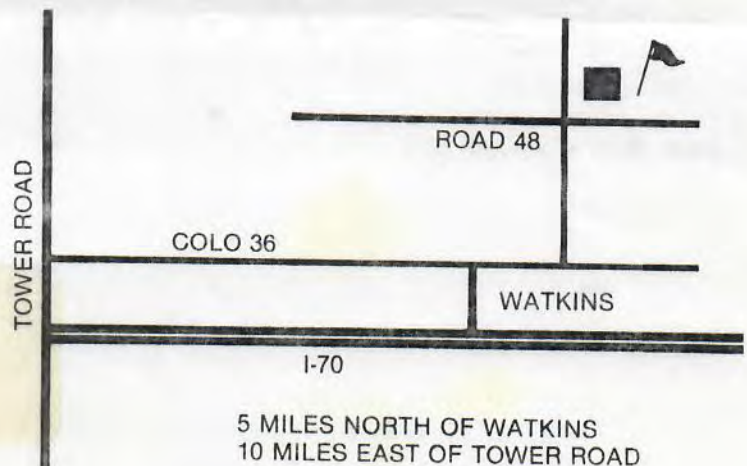 ROAD 48
TOWER ROAD
COLO 36
WATKINS
I-70
5 MILES NORTH OF WATKINS
10 MILES EAST OF TOWER ROAD